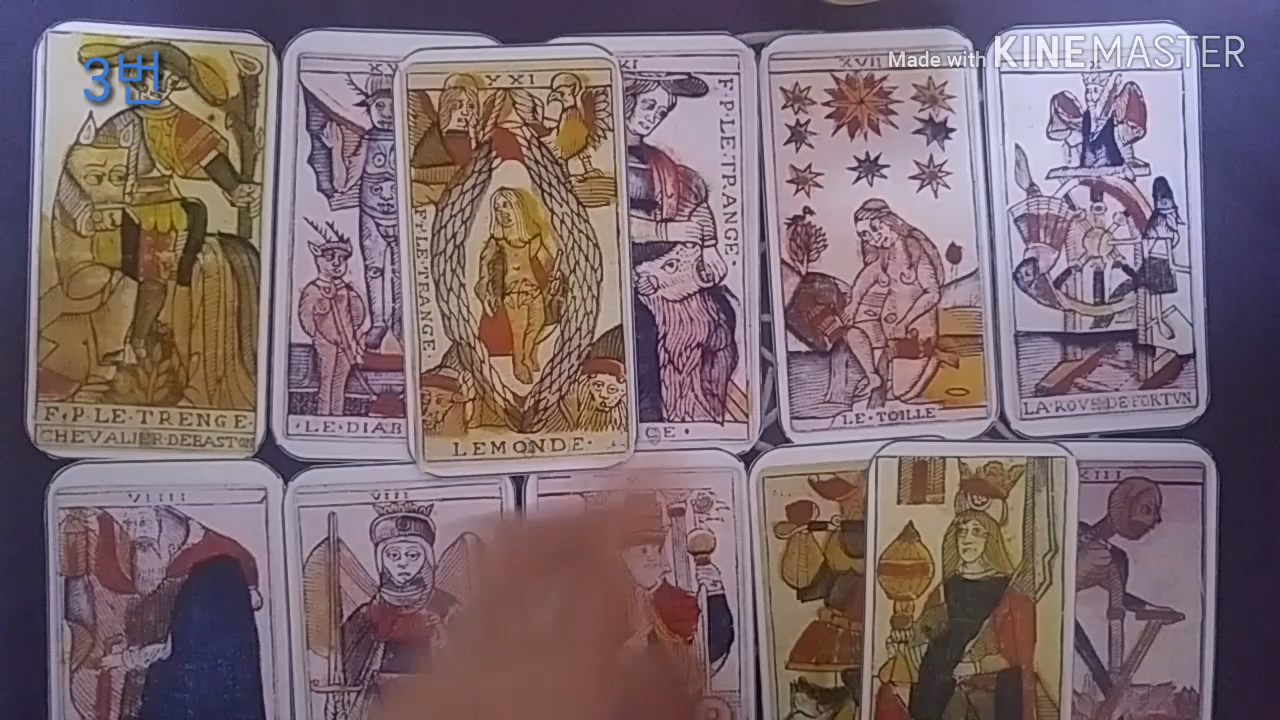 3번
Made with KINEMASTER
XXI
XVII
F·P·LE·TRANGE·
F·P·LE·TRANGE·
F·P·LE·TRENGE·
CHEVALIER·DEBASTON
·LE·DIAB
LEMONDE·
CE·
LE·TOILLE
LA·ROVE·DE·FORTVN
VIIII
VIII
XIII